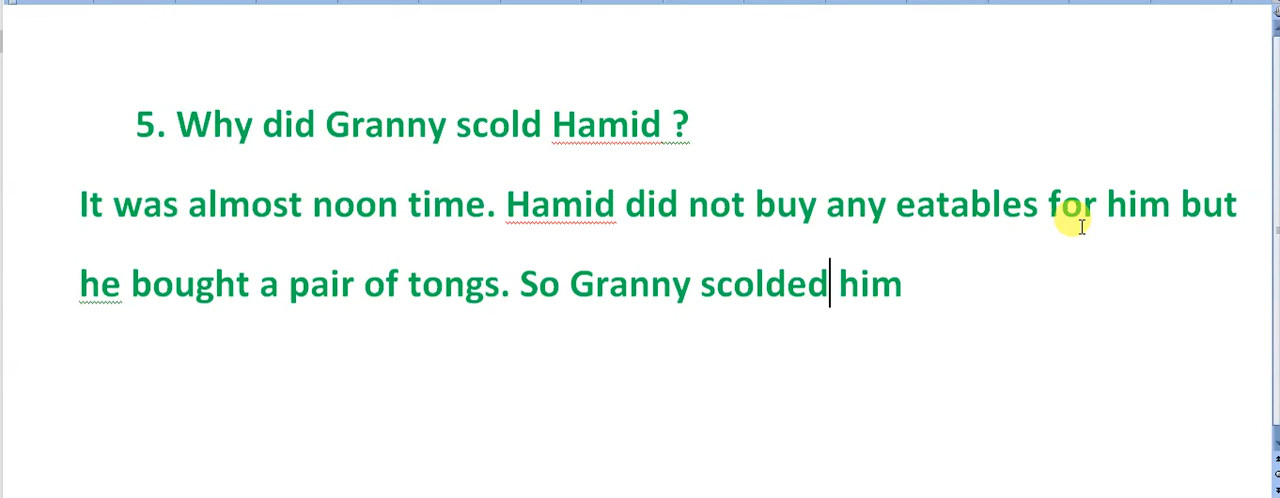 5. Why did Granny scold Hamid ?
It was almost noon time. Hamid did not buy any eatables for him but
he bought a pair of tongs. So Granny scolded him